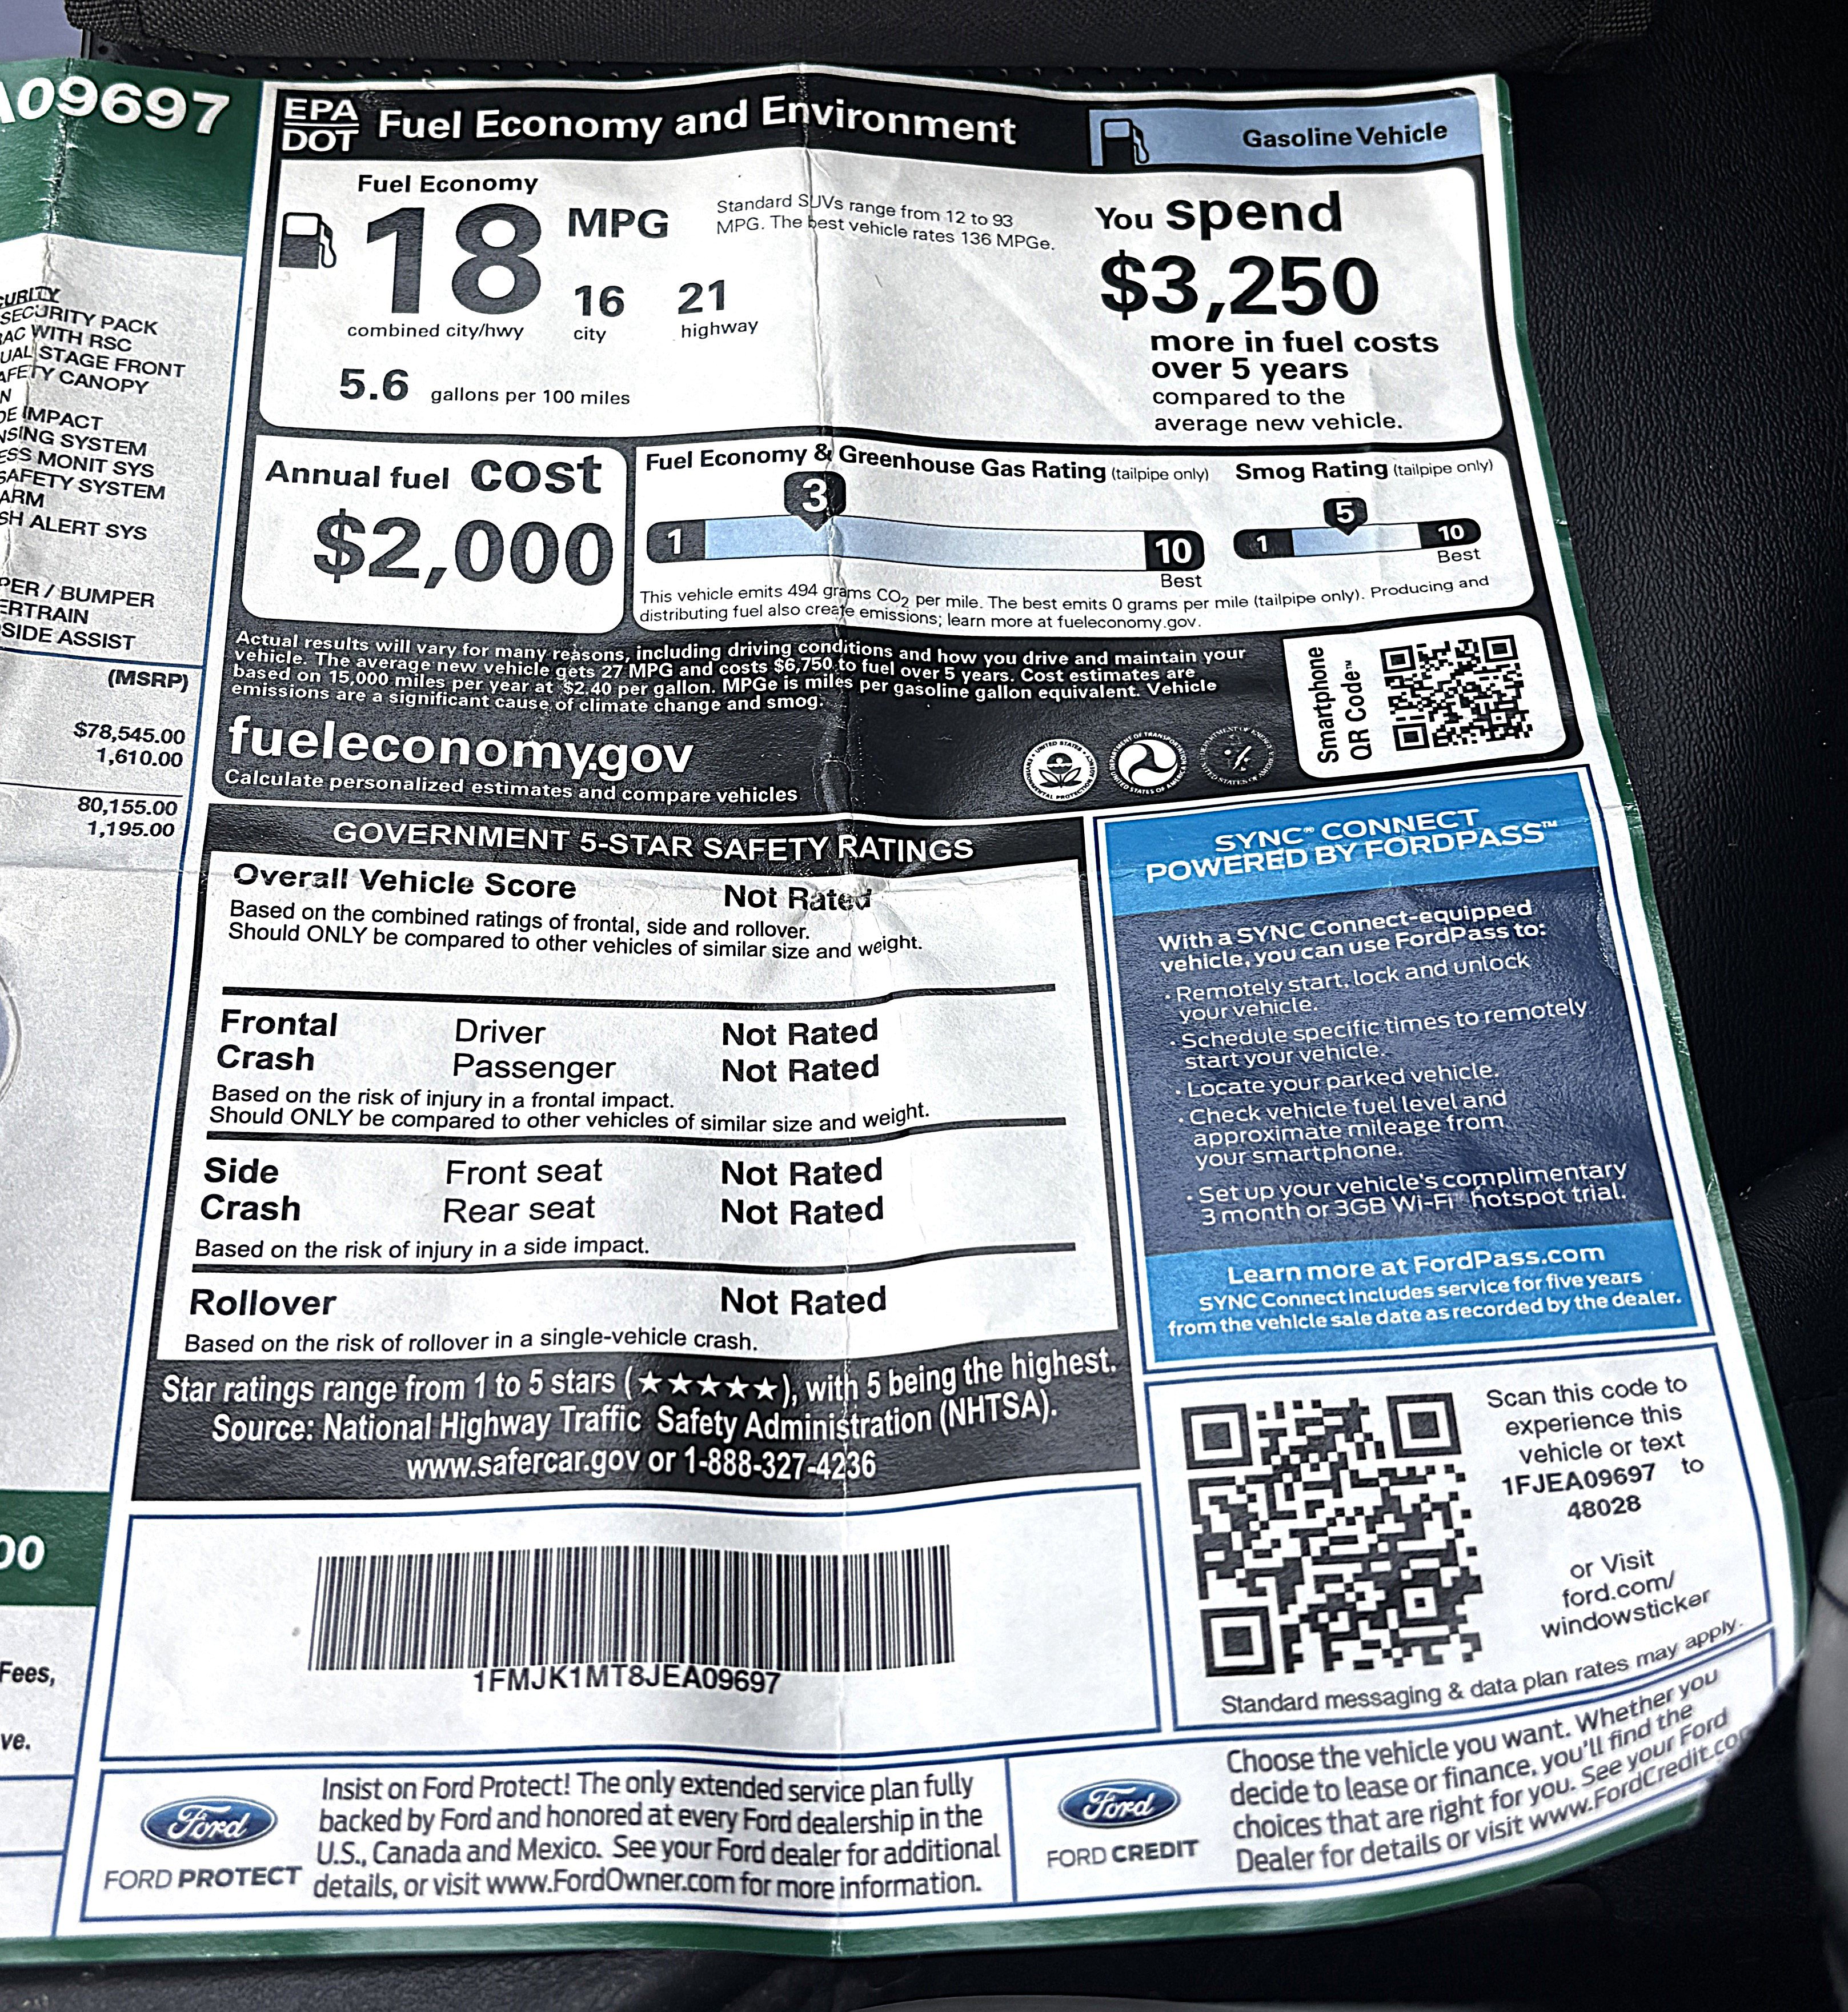 A09697
CURITY
SECURITY PACK
AC WITH RSC
UAL STAGE FRONT
AFETY CANOPY
N
DE IMPACT
NSING SYSTEM
ESS MONIT SYS
SAFETY SYSTEM
ARM
SH ALERT SYS
PER / BUMPER
ERTRAIN
SIDE ASSIST
(MSRP)
$78,545.00
1,610.00
80,155.00
1,195.00
00
Fees,
ve.
EPA
DOT
Fuel Economy and Environment
Gasoline Vehicle
Fuel Economy
18 MPG
combined city/hwy
16
city
21
highway
5.6 gallons per 100 miles
Standard SUVs range from 12 to 93
MPG. The best vehicle rates 136 MPGe.
You spend
$3,250
more in fuel costs
over 5 years
compared to the
average new vehicle.
Annual fuel cost
$2,000
Fuel Economy & Greenhouse Gas Rating (tailpipe only)
3
1
10
Best
Smog Rating (tailpipe only)
5
1
10
Best
This vehicle emits 494 grams CO2 per mile. The best emits 0 grams per mile (tailpipe only). Producing and
distributing fuel also create emissions; learn more at fueleconomy.gov.
Actual results will vary for many reasons, including driving conditions and how you drive and maintain your
vehicle. The average new vehicle gets 27 MPG and costs $6,750 to fuel over 5 years. Cost estimates are
based on 15,000 miles per year at $2.40 per gallon. MPGe is miles per gasoline gallon equivalent. Vehicle
emissions are a significant cause of climate change and smog.
fueleconomy.gov
Calculate personalized estimates and compare vehicles
Smartphone
QR Code™
GOVERNMENT 5-STAR SAFETY RATINGS
Overall Vehicle Score Not Rated
Based on the combined ratings of frontal, side and rollover.
Should ONLY be compared to other vehicles of similar size and weight.
Frontal Driver Not Rated
Crash Passenger Not Rated
Based on the risk of injury in a frontal impact.
Should ONLY be compared to other vehicles of similar size and weight.
Side Front seat Not Rated
Crash Rear seat Not Rated
Based on the risk of injury in a side impact.
Rollover Not Rated
Based on the risk of rollover in a single-vehicle crash.
Star ratings range from 1 to 5 stars (★★★★★), with 5 being the highest.
Source: National Highway Traffic Safety Administration (NHTSA).
www.safercar.gov or 1-888-327-4236
SYNC® CONNECT
POWERED BY FORDPASS™
With a SYNC Connect-equipped
vehicle, you can use FordPass to:
· Remotely start, lock and unlock
your vehicle.
· Schedule specific times to remotely
start your vehicle.
· Locate your parked vehicle.
· Check vehicle fuel level and
approximate mileage from
your smartphone.
· Set up your vehicle's complimentary
3 month or 3GB Wi-Fi hotspot trial.
Learn more at FordPass.com
SYNC Connect includes service for five years
from the vehicle sale date as recorded by the dealer.
Scan this code to
experience this
vehicle or text
1FJEA09697 to
48028
or Visit
ford.com/
windowsticker
Standard messaging & data plan rates may apply.
1FMJK1MT8JEA09697
Ford
FORD PROTECT
Insist on Ford Protect! The only extended service plan fully
backed by Ford and honored at every Ford dealership in the
U.S., Canada and Mexico. See your Ford dealer for additional
details, or visit www.FordOwner.com for more information.
Ford
FORD CREDIT
Choose the vehicle you want. Whether you
decide to lease or finance, you'll find the
choices that are right for you. See your Ford
Dealer for details or visit www.FordCredit.co